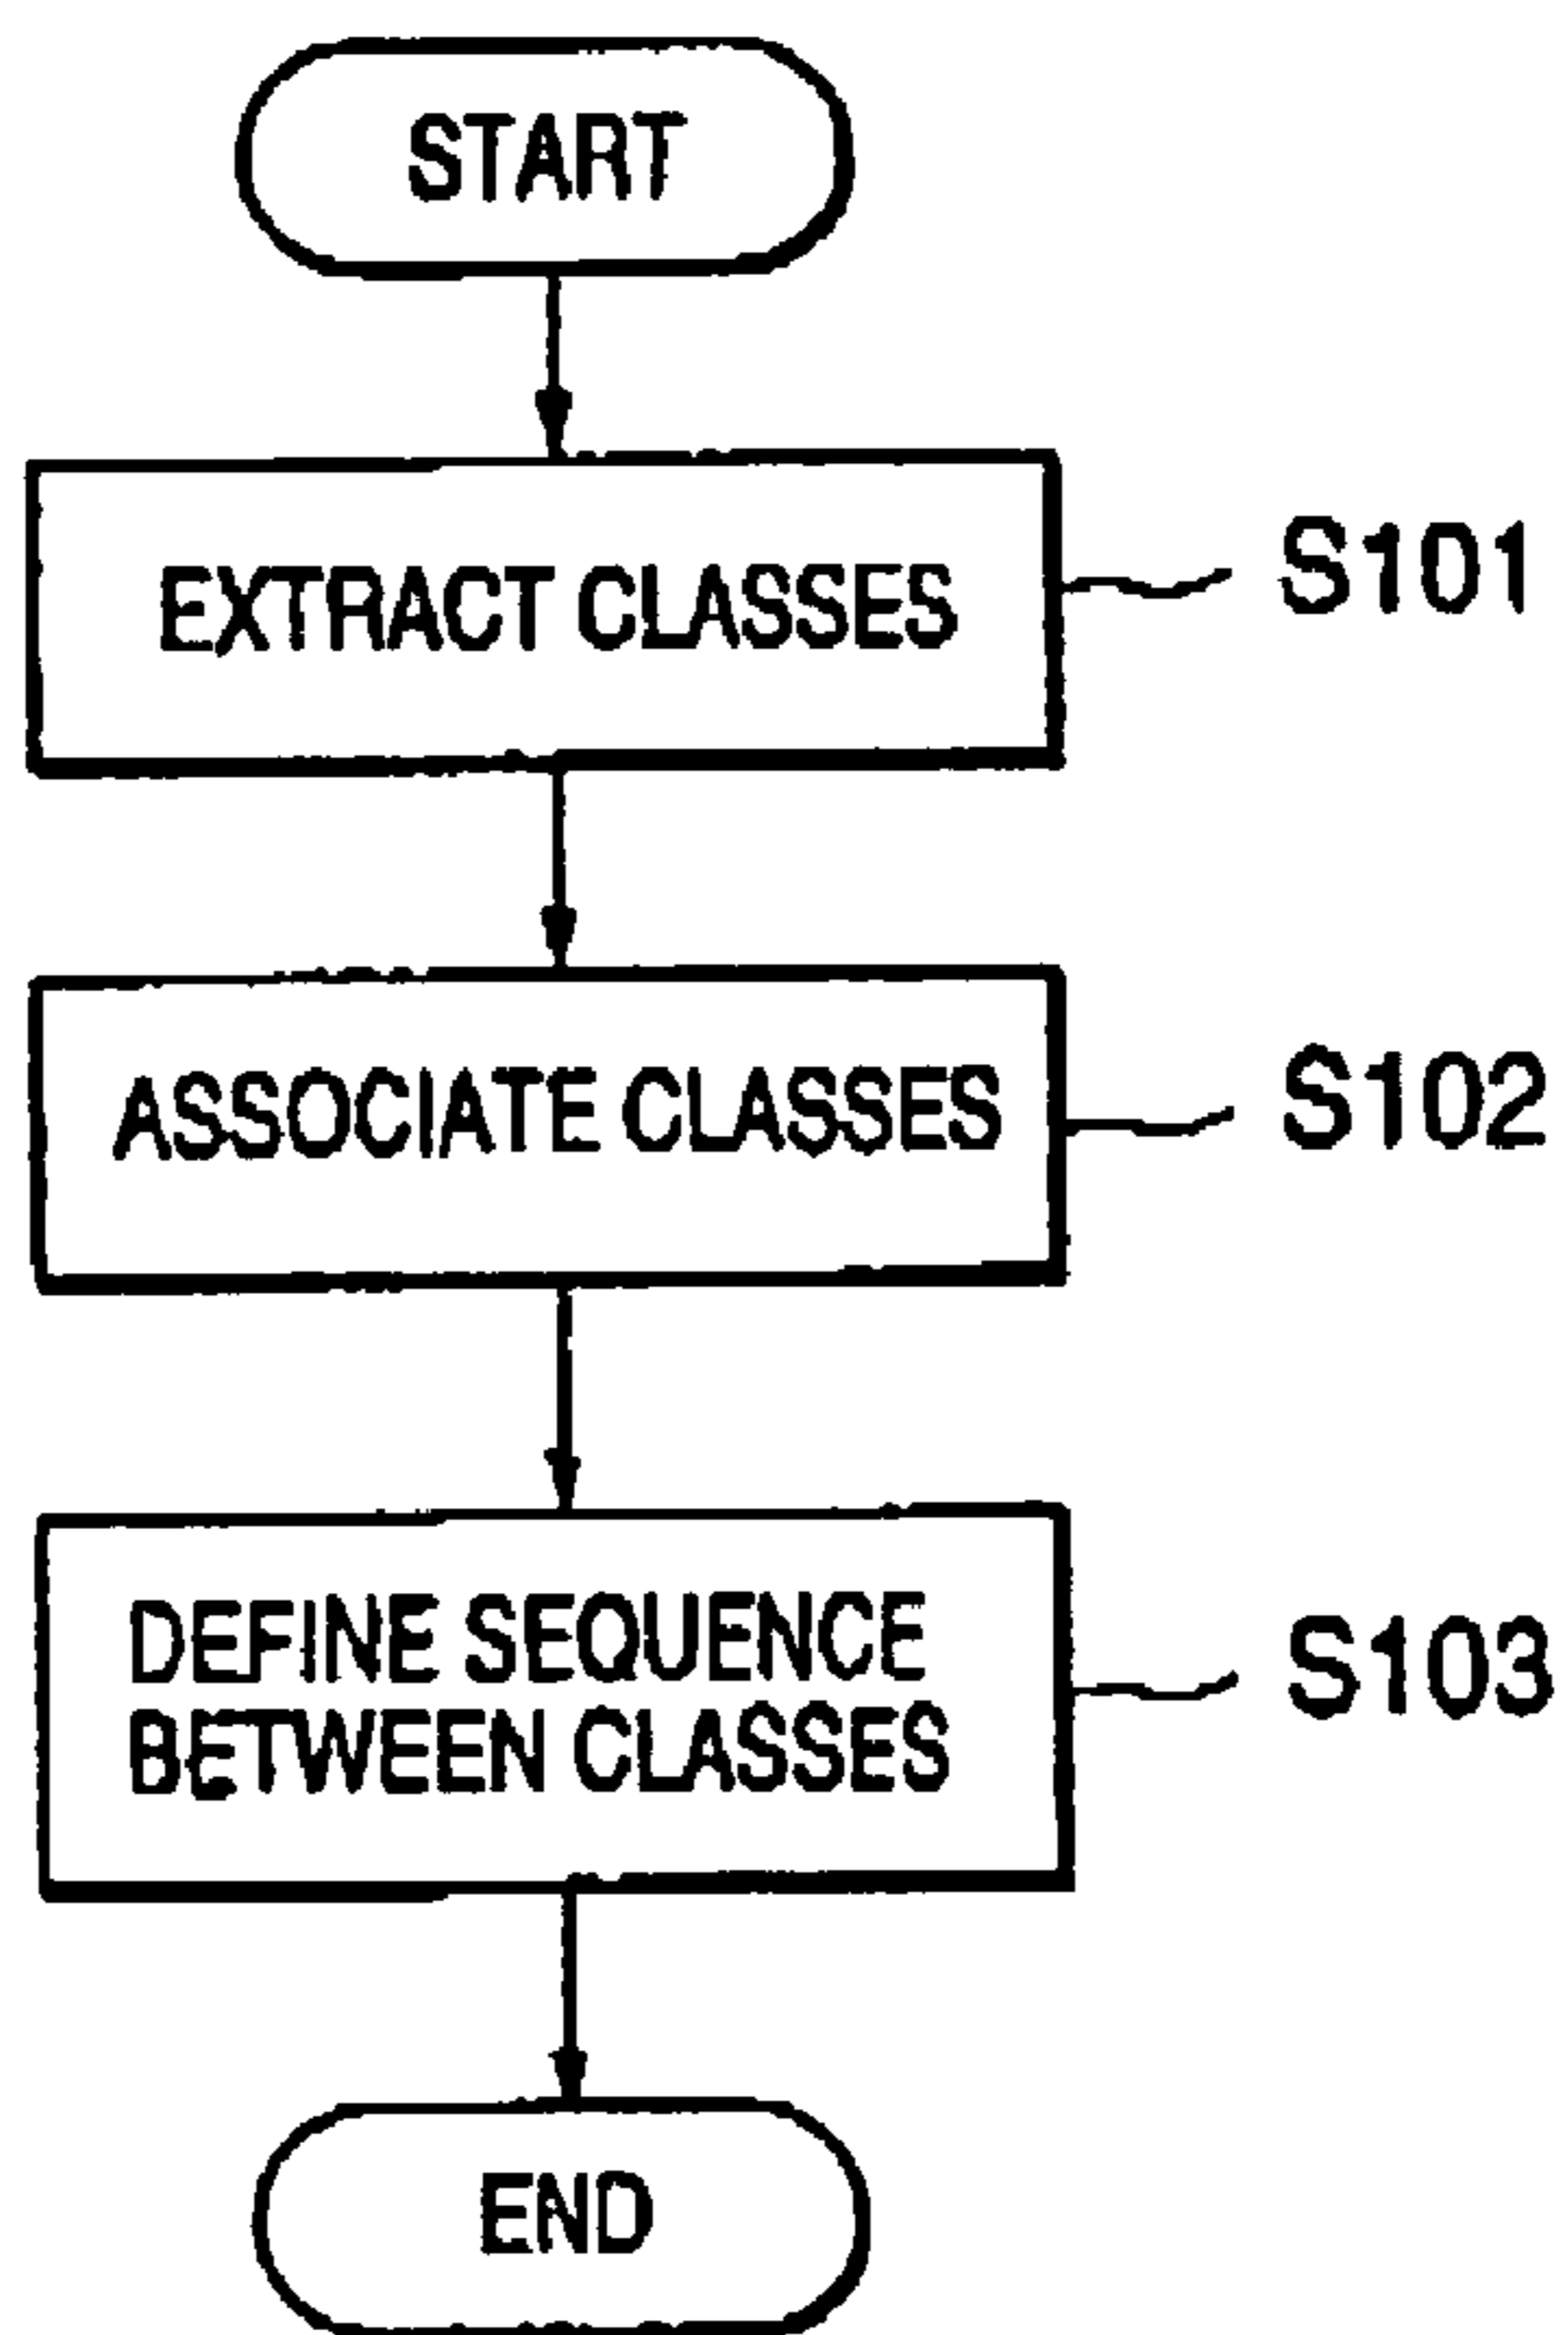 START
EXTRACT CLASSES
S101
ASSOCIATE CLASSES
S102
DEFINE SEQUENCE
BETWEEN CLASSES
S103
END